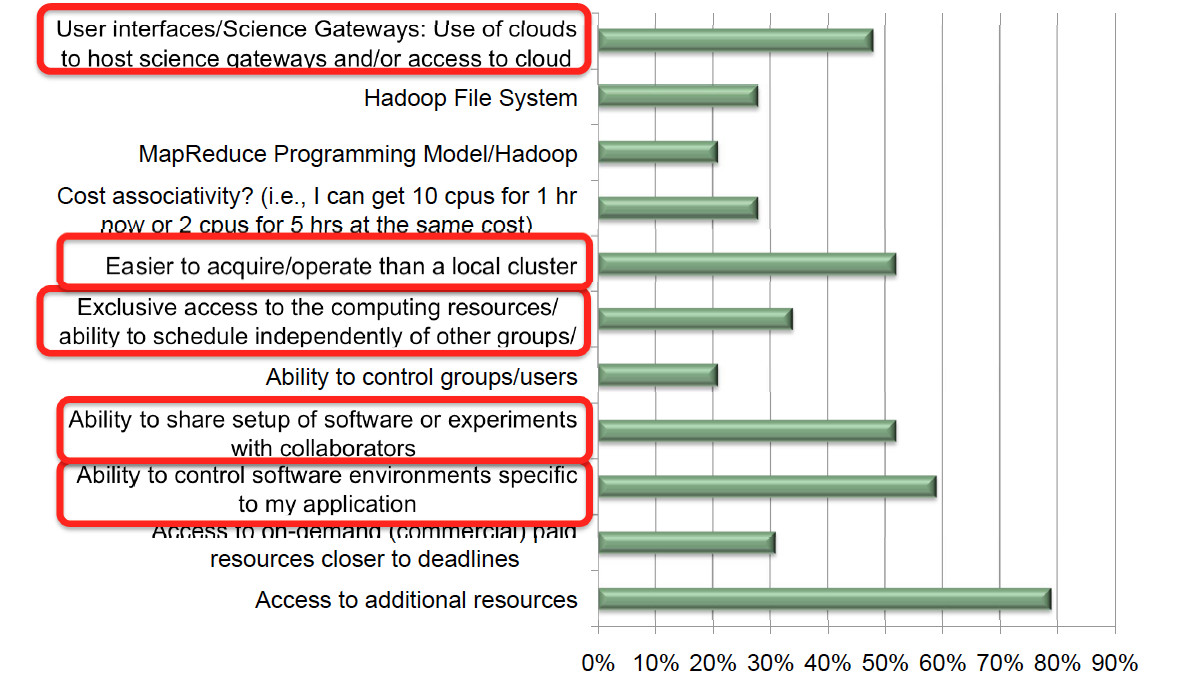 User interfaces/Science Gateways: Use of clouds
to host science gateways and/or access to cloud
Hadoop File System
MapReduce Programming Model/Hadoop
Cost associativity? (i.e., I can get 10 cpus for 1 hr
now or 2 cpus for 5 hrs at the same cost)
Easier to acquire/operate than a local cluster
Exclusive access to the computing resources/
ability to schedule independently of other groups/
Ability to control groups/users
Ability to share setup of software or experiments
with collaborators
Ability to control software environments specific
to my application
Access to on-demand (commercial) paid
resources closer to deadlines
Access to additional resources
0% 10% 20% 30% 40% 50% 60% 70% 80% 90%